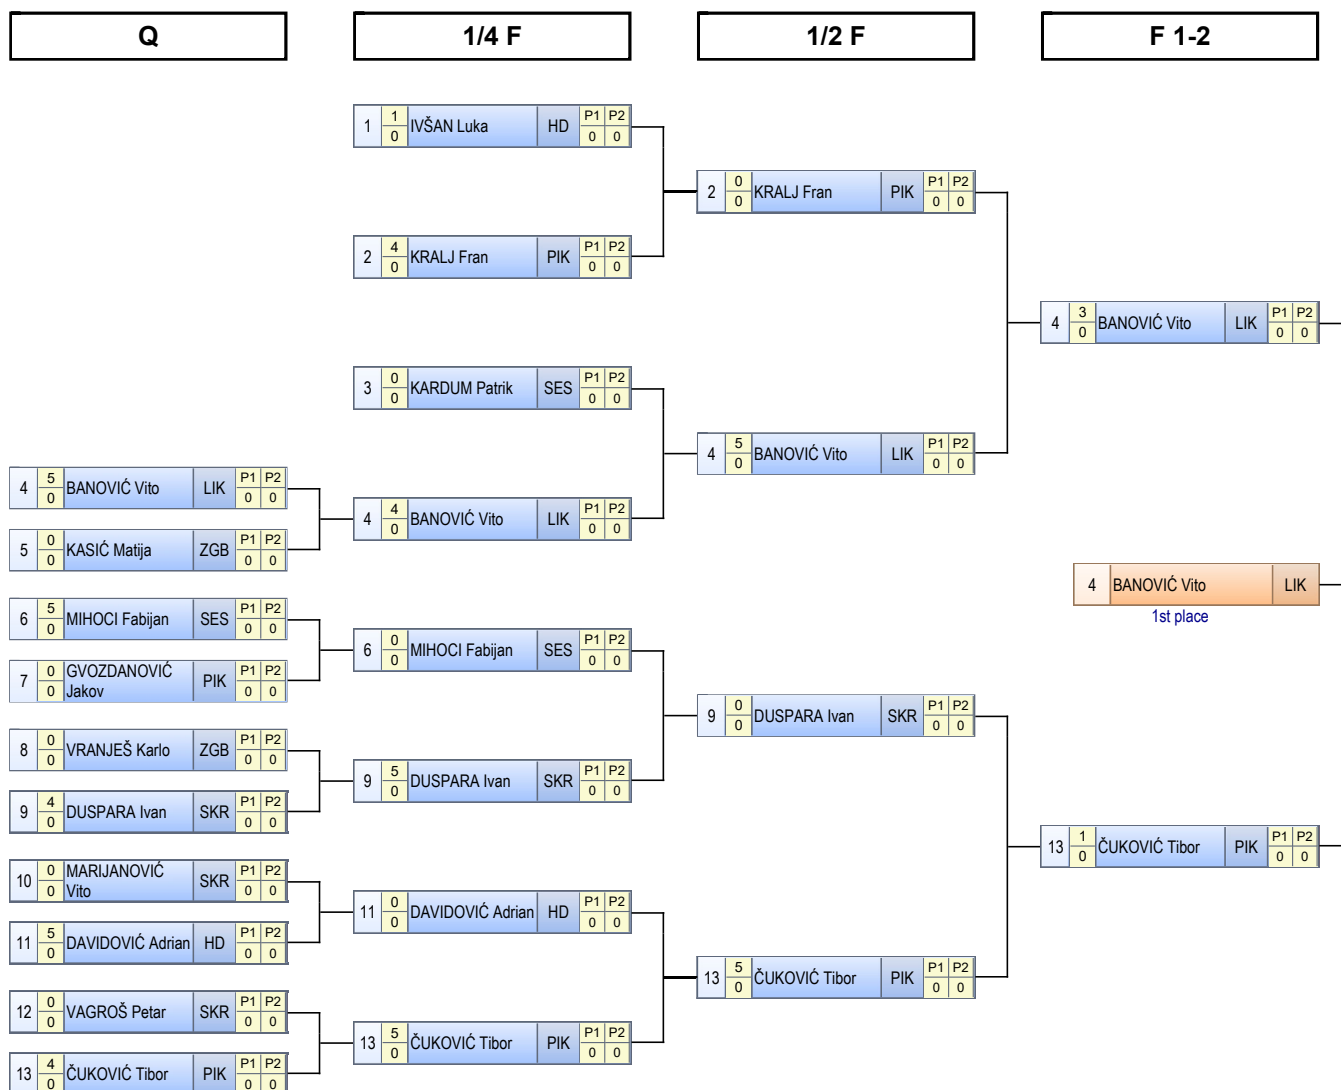 Q 1/4 F 1/2 F F 1-2
1 1 0 IVŠAN Luka HD P1 P2 0 0
2 4 0 KRALJ Fran PIK P1 P2 0 0
3 0 0 KARDUM Patrik SES P1 P2 0 0
4 4 0 BANOVIĆ Vito LIK P1 P2 0 0
6 0 0 MIHOCI Fabijan SES P1 P2 0 0
9 5 0 DUSPARA Ivan SKR P1 P2 0 0
11 0 0 DAVIDOVIĆ Adrian HD P1 P2 0 0
13 5 0 ČUKOVIĆ Tibor PIK P1 P2 0 0
4 5 0 BANOVIĆ Vito LIK P1 P2 0 0
5 0 0 KASIĆ Matija ZGB P1 P2 0 0
6 5 0 MIHOCI Fabijan SES P1 P2 0 0
7 0 0 GVOZDANOVIĆ Jakov PIK P1 P2 0 0
8 0 0 VRANJEŠ Karlo ZGB P1 P2 0 0
9 4 0 DUSPARA Ivan SKR P1 P2 0 0
10 0 0 MARIJANOVIĆ Vito SKR P1 P2 0 0
11 5 0 DAVIDOVIĆ Adrian HD P1 P2 0 0
12 0 0 VAGROŠ Petar SKR P1 P2 0 0
13 4 0 ČUKOVIĆ Tibor PIK P1 P2 0 0
2 0 0 KRALJ Fran PIK P1 P2 0 0
4 5 0 BANOVIĆ Vito LIK P1 P2 0 0
9 0 0 DUSPARA Ivan SKR P1 P2 0 0
13 5 0 ČUKOVIĆ Tibor PIK P1 P2 0 0
4 3 0 BANOVIĆ Vito LIK P1 P2 0 0
4 BANOVIĆ Vito LIK
1st place
13 1 0 ČUKOVIĆ Tibor PIK P1 P2 0 0